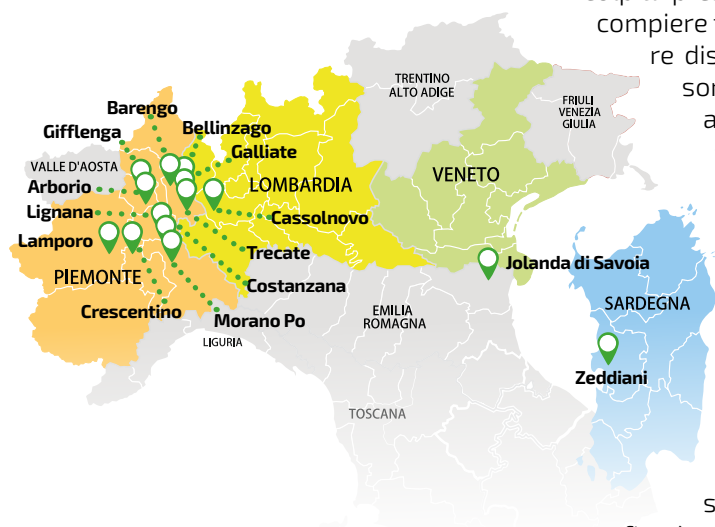 compiere
re dis
son
a
TRENTINO
ALTO ADIGE
FRIULI
VENEZIA
GIULIA
Barengo
Gifflenga
Bellinzago
Galliate
VALLE D'AOSTA
Arborio
LOMBARDIA
VENETO
Lignana
Cassolnovo
Lamporo
Trecate
Jolanda di Savoia
PIEMONTE
Costanzana
SARDEGNA
Crescentino
Morano Po
EMILIA
ROMAGNA
LIGURIA
Zeddiani
TOSCANA
s